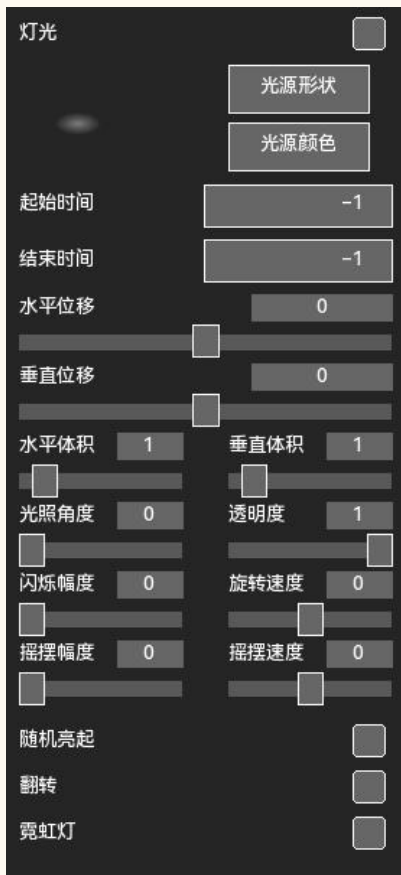 灯光
光源形状
光源颜色
起始时间 -1
结束时间 -1
水平位移 0
垂直位移 0
水平体积 1 垂直体积 1
光照角度 0 透明度 1
闪烁幅度 0 旋转速度 0
摇摆幅度 0 摇摆速度 0
随机亮起
翻转
霓虹灯